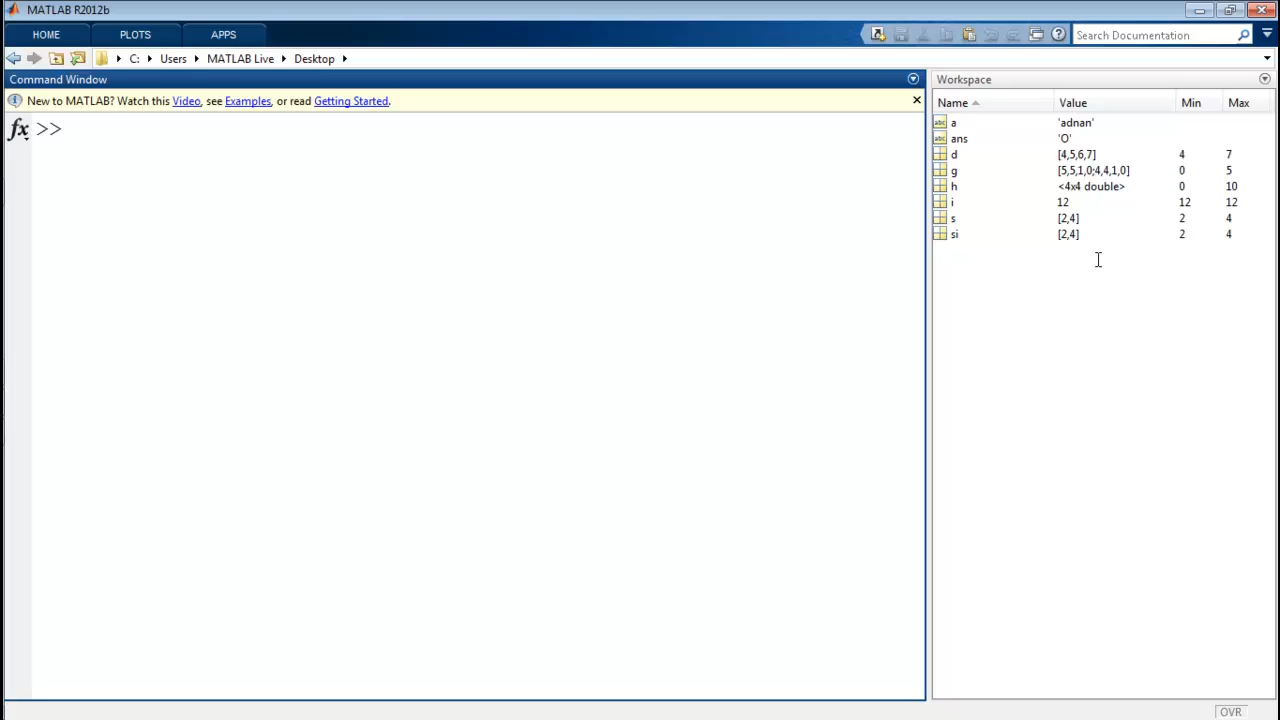 MATLAB R2012b
HOME PLOTS APPS Search Documentation
C: Users MATLAB Live Desktop
Command Window
New to MATLAB? Watch this Video, see Examples, or read Getting Started.
fx >>
Workspace
Name Value Min Max
abc a 'adnan'
abc ans 'O'
d [4,5,6,7] 4 7
g [5,5,1,0;4,4,1,0] 0 5
h <4x4 double> 0 10
i 12 12 12
s [2,4] 2 4
si [2,4] 2 4
OVR